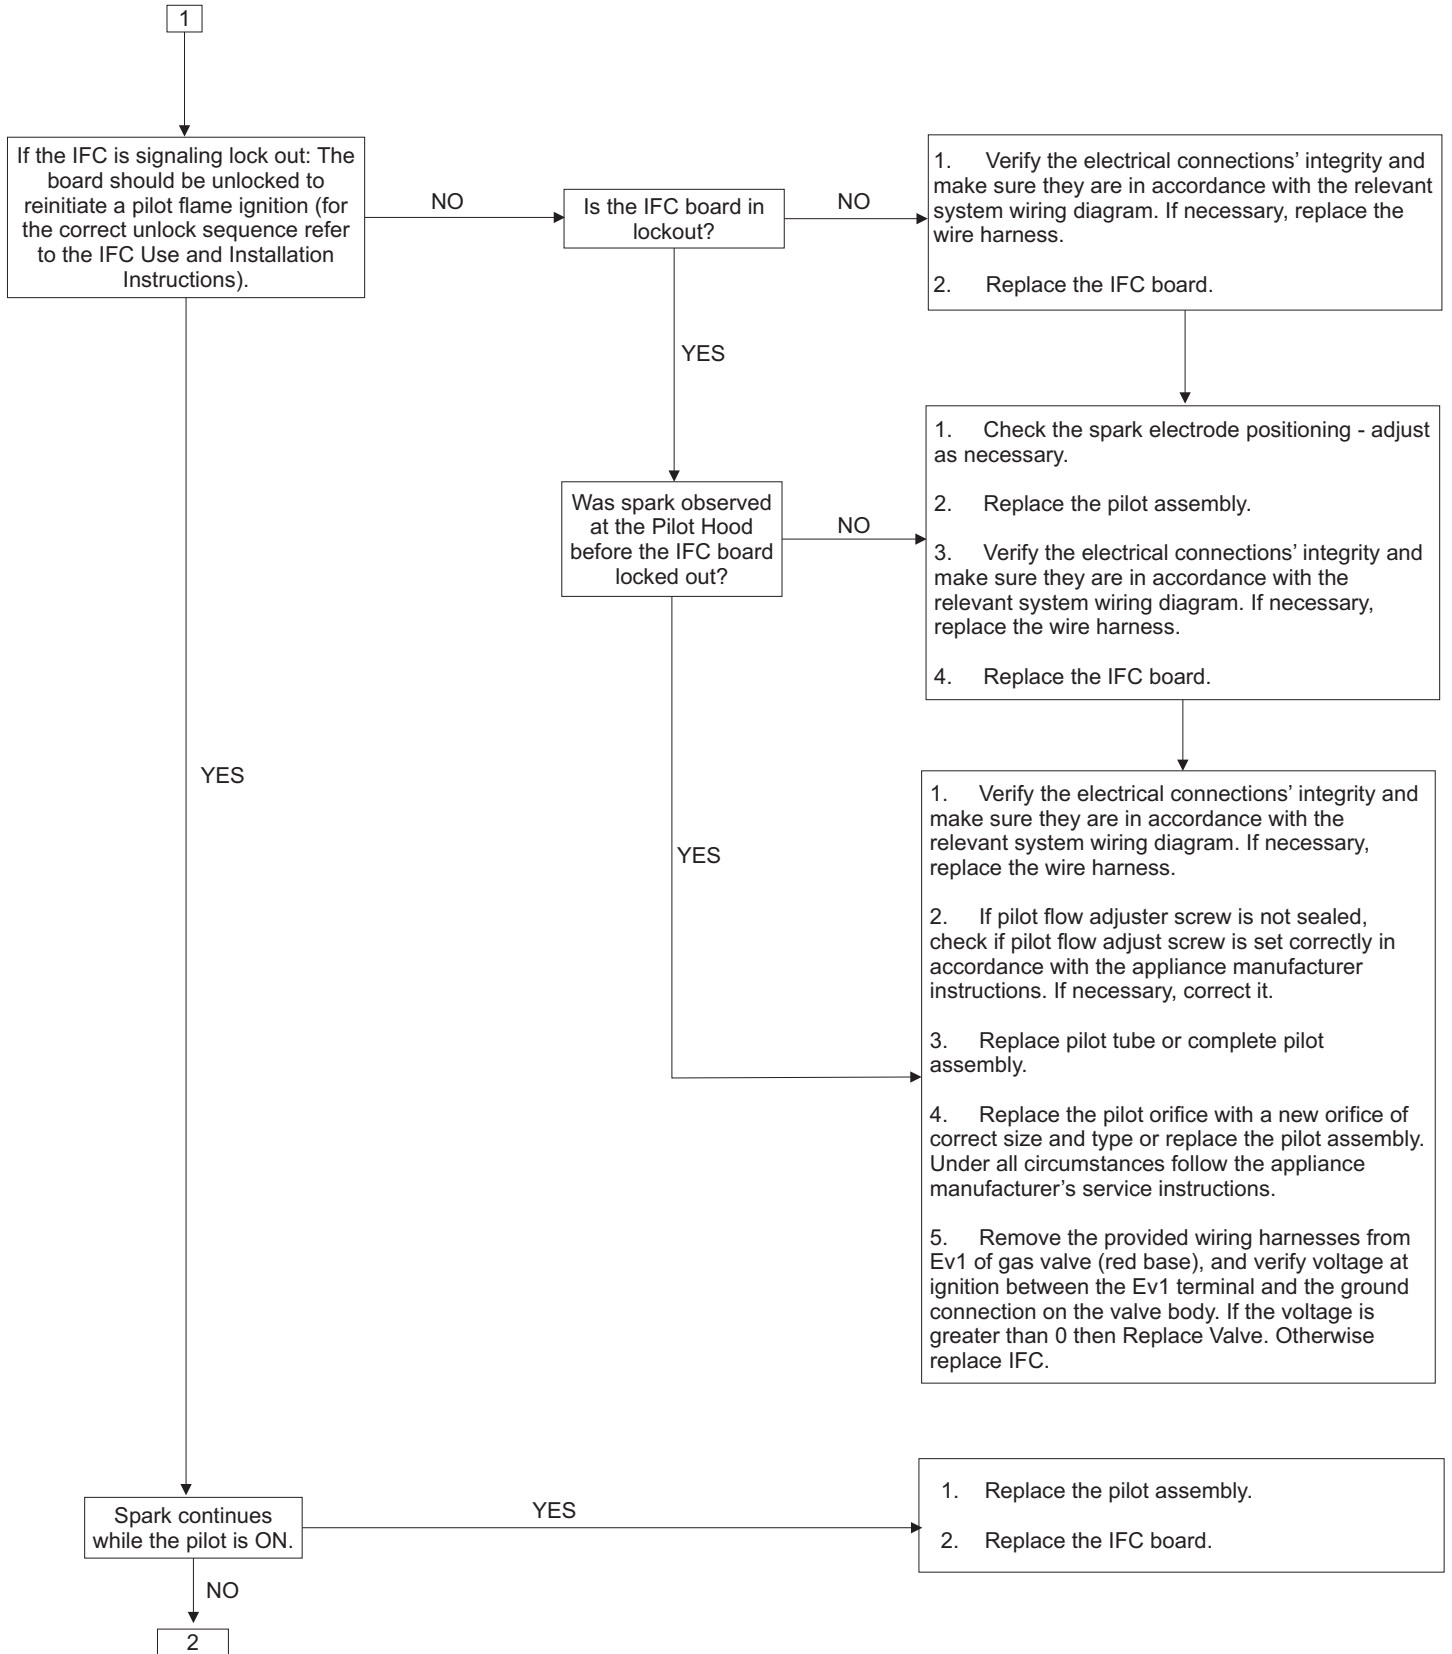 1
If the IFC is signaling lock out: The
board should be unlocked to
reinitiate a pilot flame ignition (for
the correct unlock sequence refer
to the IFC Use and Installation
Instructions).
NO
Is the IFC board in
lockout?
NO
1. Verify the electrical connections’ integrity and
make sure they are in accordance with the relevant
system wiring diagram. If necessary, replace the
wire harness.
2. Replace the IFC board.
YES
Was spark observed
at the Pilot Hood
before the IFC board
locked out?
NO
1. Check the spark electrode positioning - adjust
as necessary.
2. Replace the pilot assembly.
3. Verify the electrical connections’ integrity and
make sure they are in accordance with the
relevant system wiring diagram. If necessary,
replace the wire harness.
4. Replace the IFC board.
YES
YES
1. Verify the electrical connections’ integrity and
make sure they are in accordance with the
relevant system wiring diagram. If necessary,
replace the wire harness.
2. If pilot flow adjuster screw is not sealed,
check if pilot flow adjust screw is set correctly in
accordance with the appliance manufacturer
instructions. If necessary, correct it.
3. Replace pilot tube or complete pilot
assembly.
4. Replace the pilot orifice with a new orifice of
correct size and type or replace the pilot assembly.
Under all circumstances follow the appliance
manufacturer’s service instructions.
5. Remove the provided wiring harnesses from
Ev1 of gas valve (red base), and verify voltage at
ignition between the Ev1 terminal and the ground
connection on the valve body. If the voltage is
greater than 0 then Replace Valve. Otherwise
replace IFC.
Spark continues
while the pilot is ON.
YES
1. Replace the pilot assembly.
2. Replace the IFC board.
NO
2